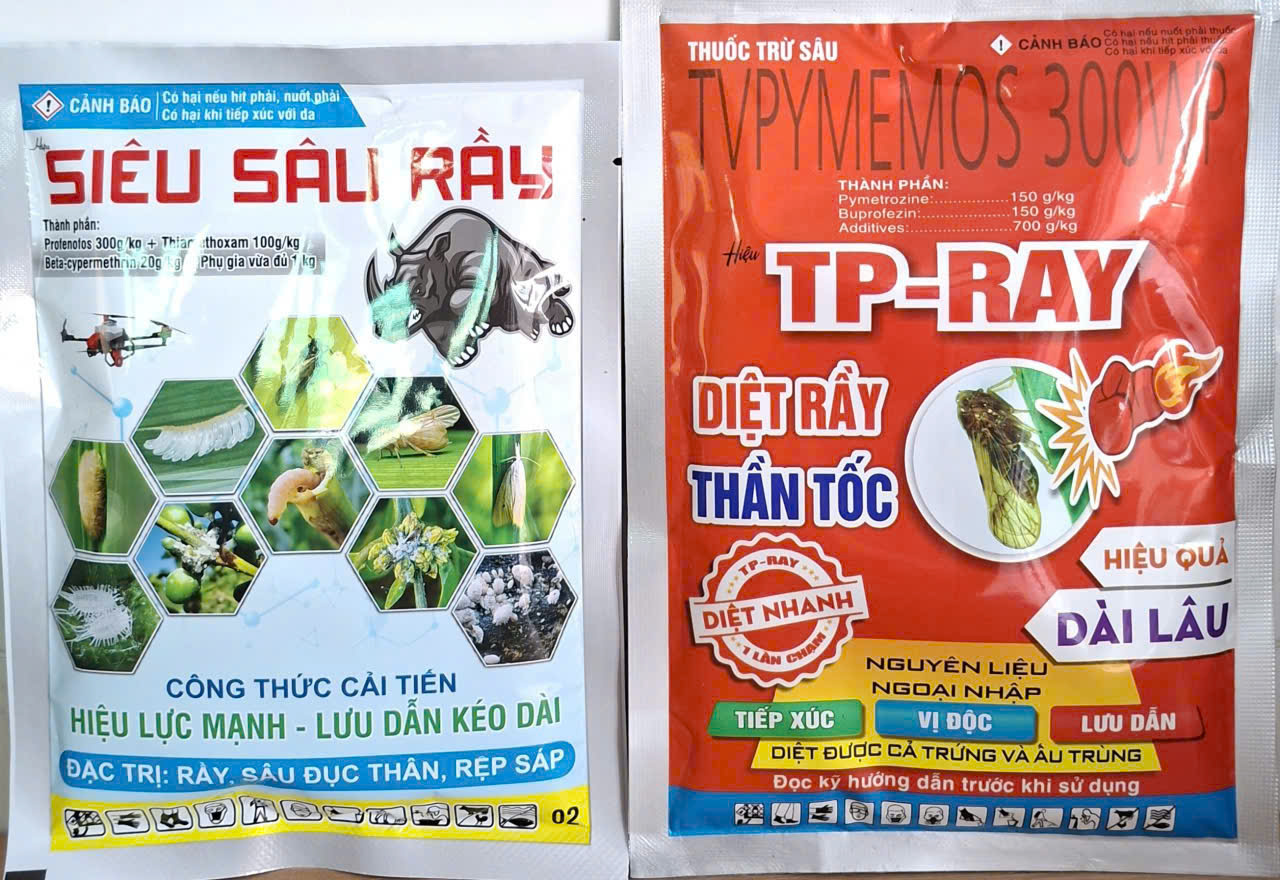 CẢNH BÁO
Có hại nếu hít phải, nuốt phải
Có hại khi tiếp xúc với da
Hiệu
SIÊU SÂU RẦY
Thành phần:
Profenofos 300g/kg + Thiamethoxam 100g/kg
Beta-cypermethrin 20g/kg Phụ gia vừa đủ 1 kg
CÔNG THỨC CẢI TIẾN
HIỆU LỰC MẠNH - LƯU DẪN KÉO DÀI
ĐẶC TRỊ: RÀY, SÂU ĐỤC THÂN, RỆP SÁP
02
THUỐC TRỪ SÂU
CẢNH BÁO
Có hại nếu nuốt phải thuốc
Có hại nếu hít phải thuốc
Có hại khi tiếp xúc với da
TVPYMEMOS 300WP
THÀNH PHẦN:
Pymetrozine:................150 g/kg
Buprofezin:...................150 g/kg
Additives:......................700 g/kg
Hiệu
TP-RAY
DIỆT RẦY
THẦN TỐC
TP-RAY
DIỆT NHANH
1 LẦN CHẠM
HIỆU QUẢ
DÀI LÂU
NGUYÊN LIỆU
NGOẠI NHẬP
TIẾP XÚC
VỊ ĐỘC
LƯU DẪN
DIỆT ĐƯỢC CẢ TRỨNG VÀ ẤU TRÙNG
Đọc kỹ hướng dẫn trước khi sử dụng